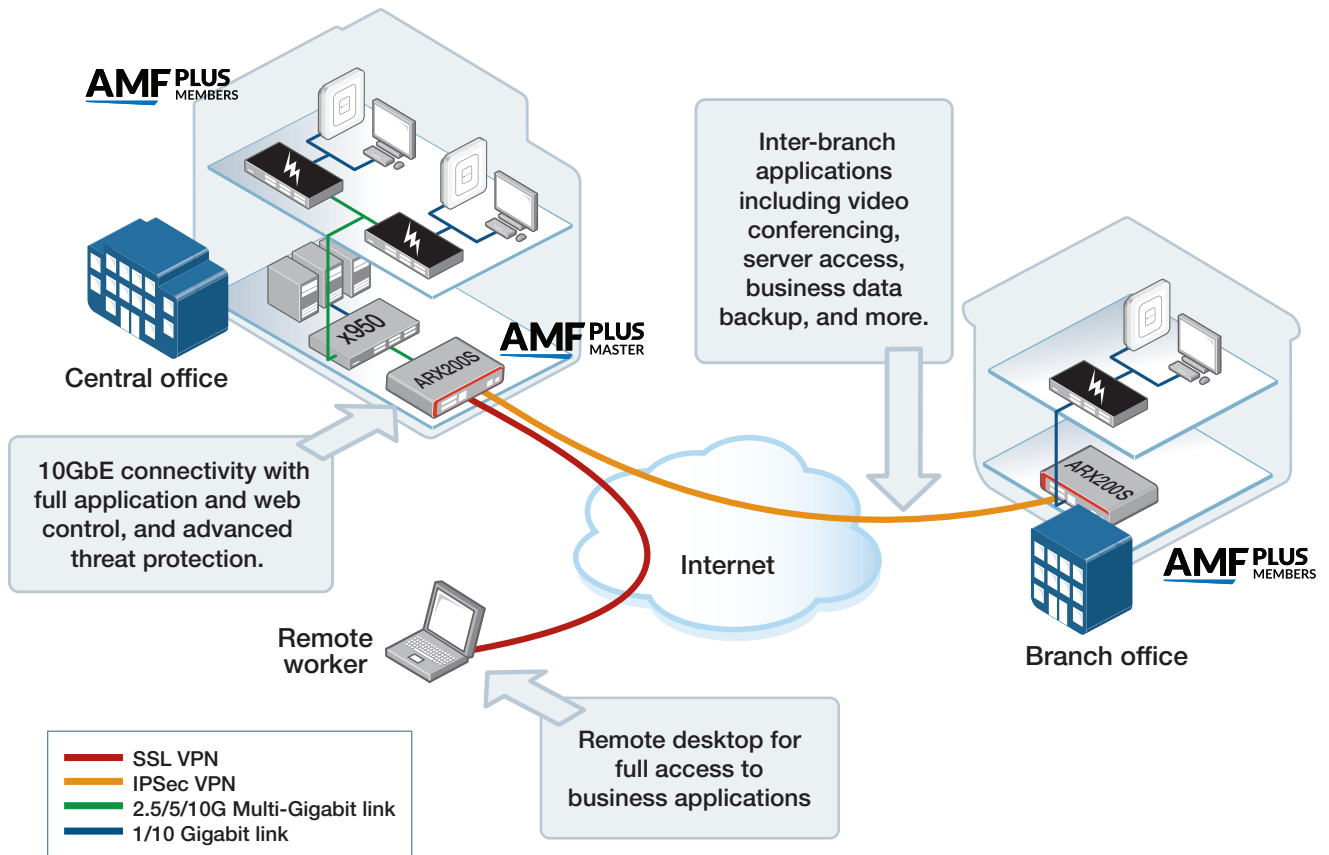 AMF PLUS
MEMBERS
Inter-branch
applications
including video
conferencing,
server access,
business data
backup, and more.
x950
AMF PLUS
MASTER
ARX200S
Central office
10GbE connectivity with
full application and web
control, and advanced
threat protection.
Internet
ARX200S
AMF PLUS
MEMBERS
Branch office
Remote
worker
Remote desktop for
full access to
business applications
SSL VPN
IPSec VPN
2.5/5/10G Multi-Gigabit link
1/10 Gigabit link